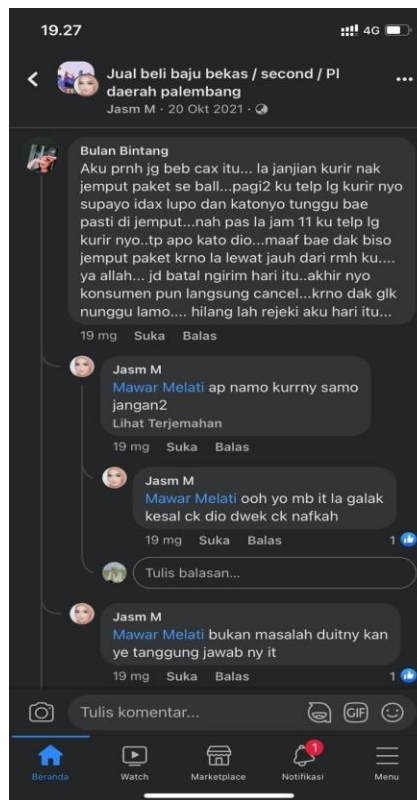 19.27
4G
Jual beli baju bekas / second / Pl
daerah palembang
Jasm M · 20 Okt 2021 ·
Bulan Bintang
Aku prnh jg beb cax itu... la janjian kurir nak
jemput paket se ball...pagi2 ku telp lg kurir nyo
supayo idax lupo dan katonyo tunggu bae
pasti di jemput...nah pas la jam 11 ku telp lg
kurir nyo..tp apo kato dio...maaf bae dak biso
jemput paket krno la lewat jauh dari rmh ku....
ya allah... jd batal ngirim hari itu..akhir nyo
konsumen pun langsung cancel...krno dak glk
nunggu lamo.... hilang lah rejeki aku hari itu...
19 mg Suka Balas
Jasm M
Mawar Melati ap namo kurrny samo
jangan2
Lihat Terjemahan
19 mg Suka Balas
Jasm M
Mawar Melati ooh yo mb it la galak
kesal ck dio dwek ck nafkah
19 mg Suka Balas 1
Tulis balasan...
Jasm M
Mawar Melati bukan masalah duitny kan
ye tanggung jawab ny it
19 mg Suka Balas 1
Tulis komentar...
GIF
1
Beranda Watch Marketplace Notifikasi Menu